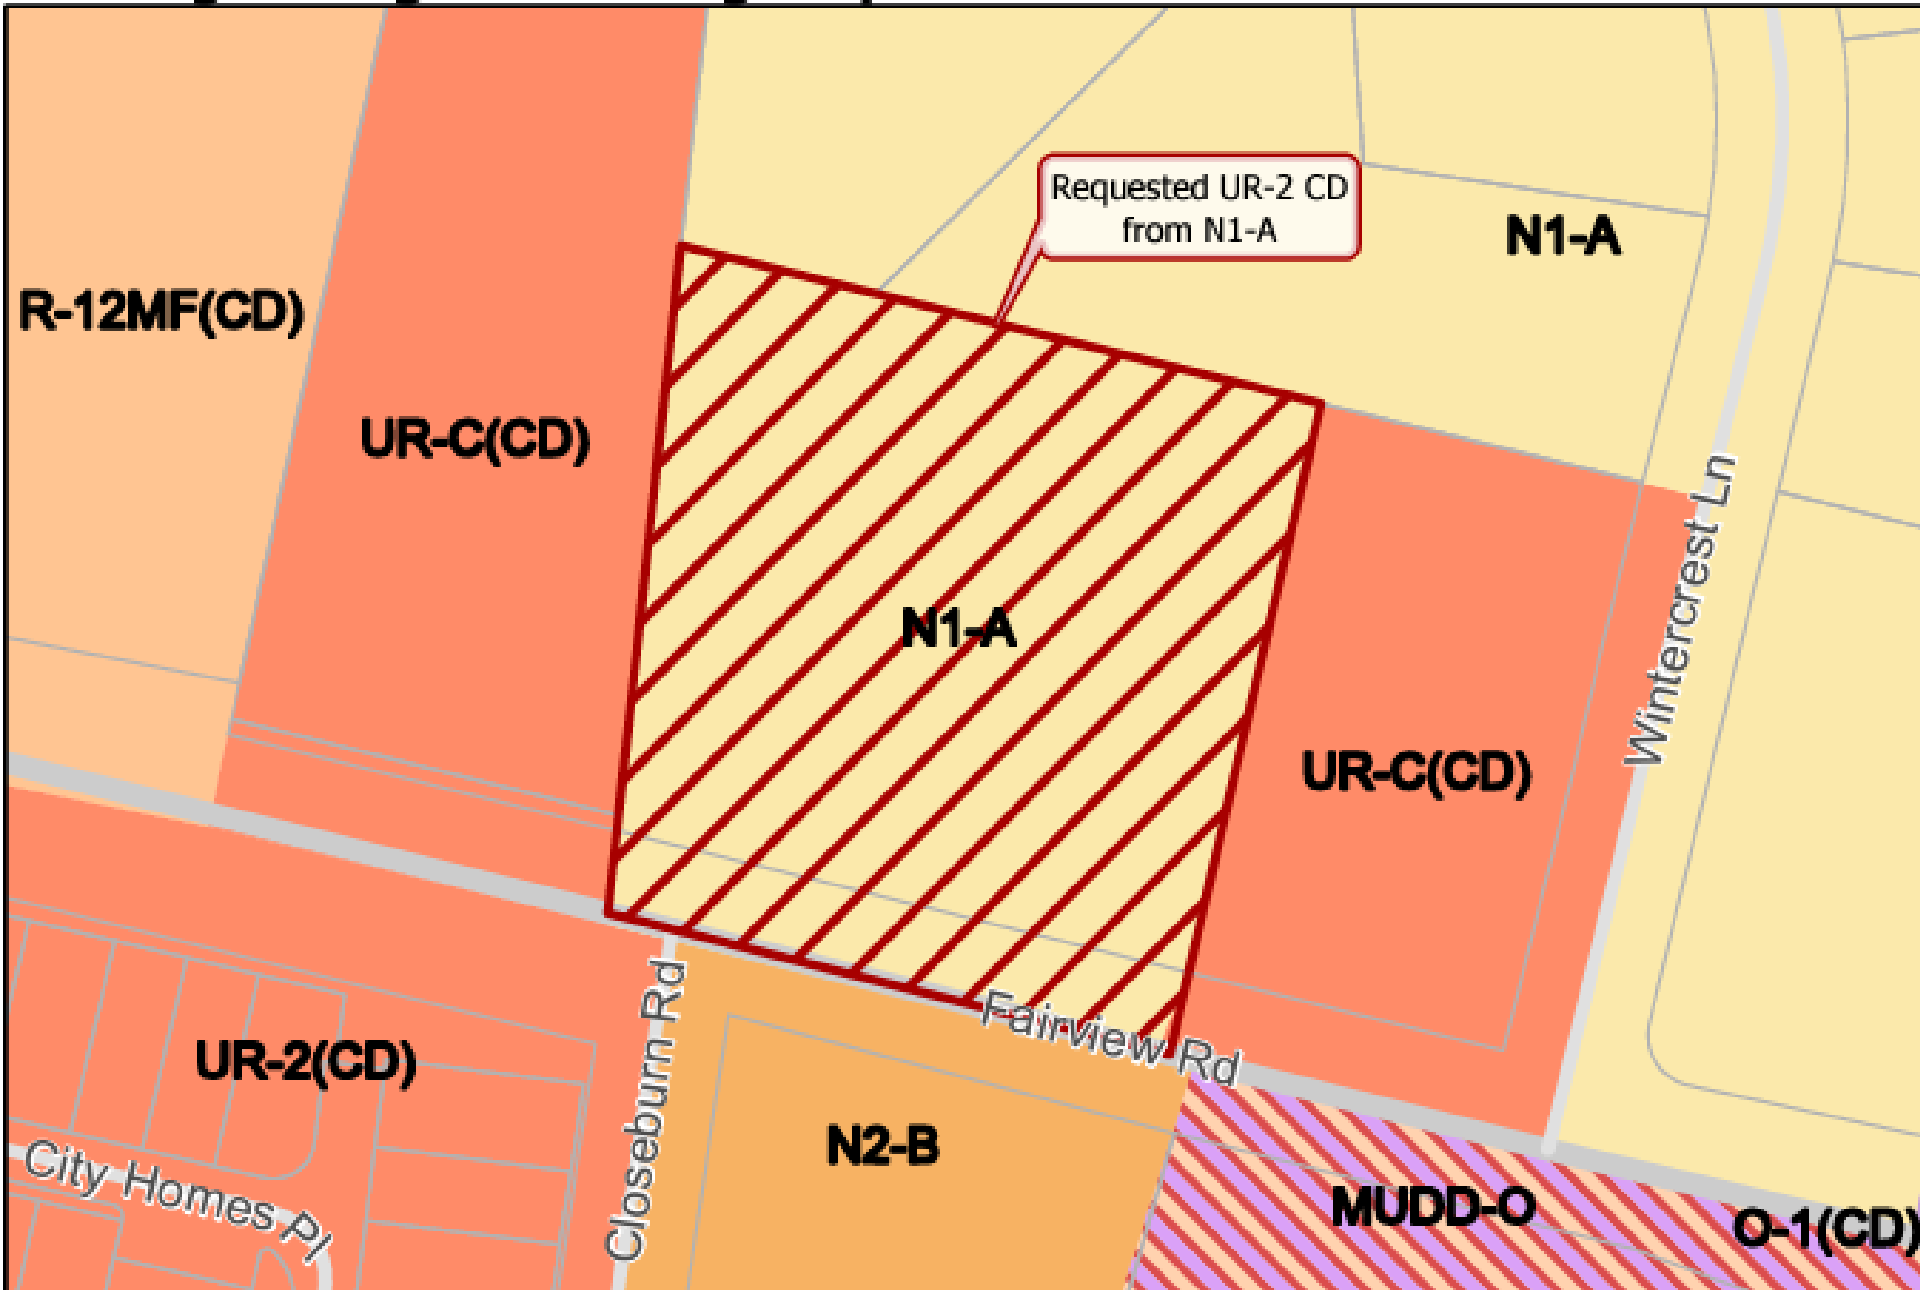 Requested UR-2 CD
from N1-A
N1-A
R-12MF(CD)
UR-C(CD)
N1-A
Wintercrest Ln
UR-C(CD)
Fairview Rd
Closeburn Rd
UR-2(CD)
N2-B
City Homes Pl
MUDD-O
O-1(CD)